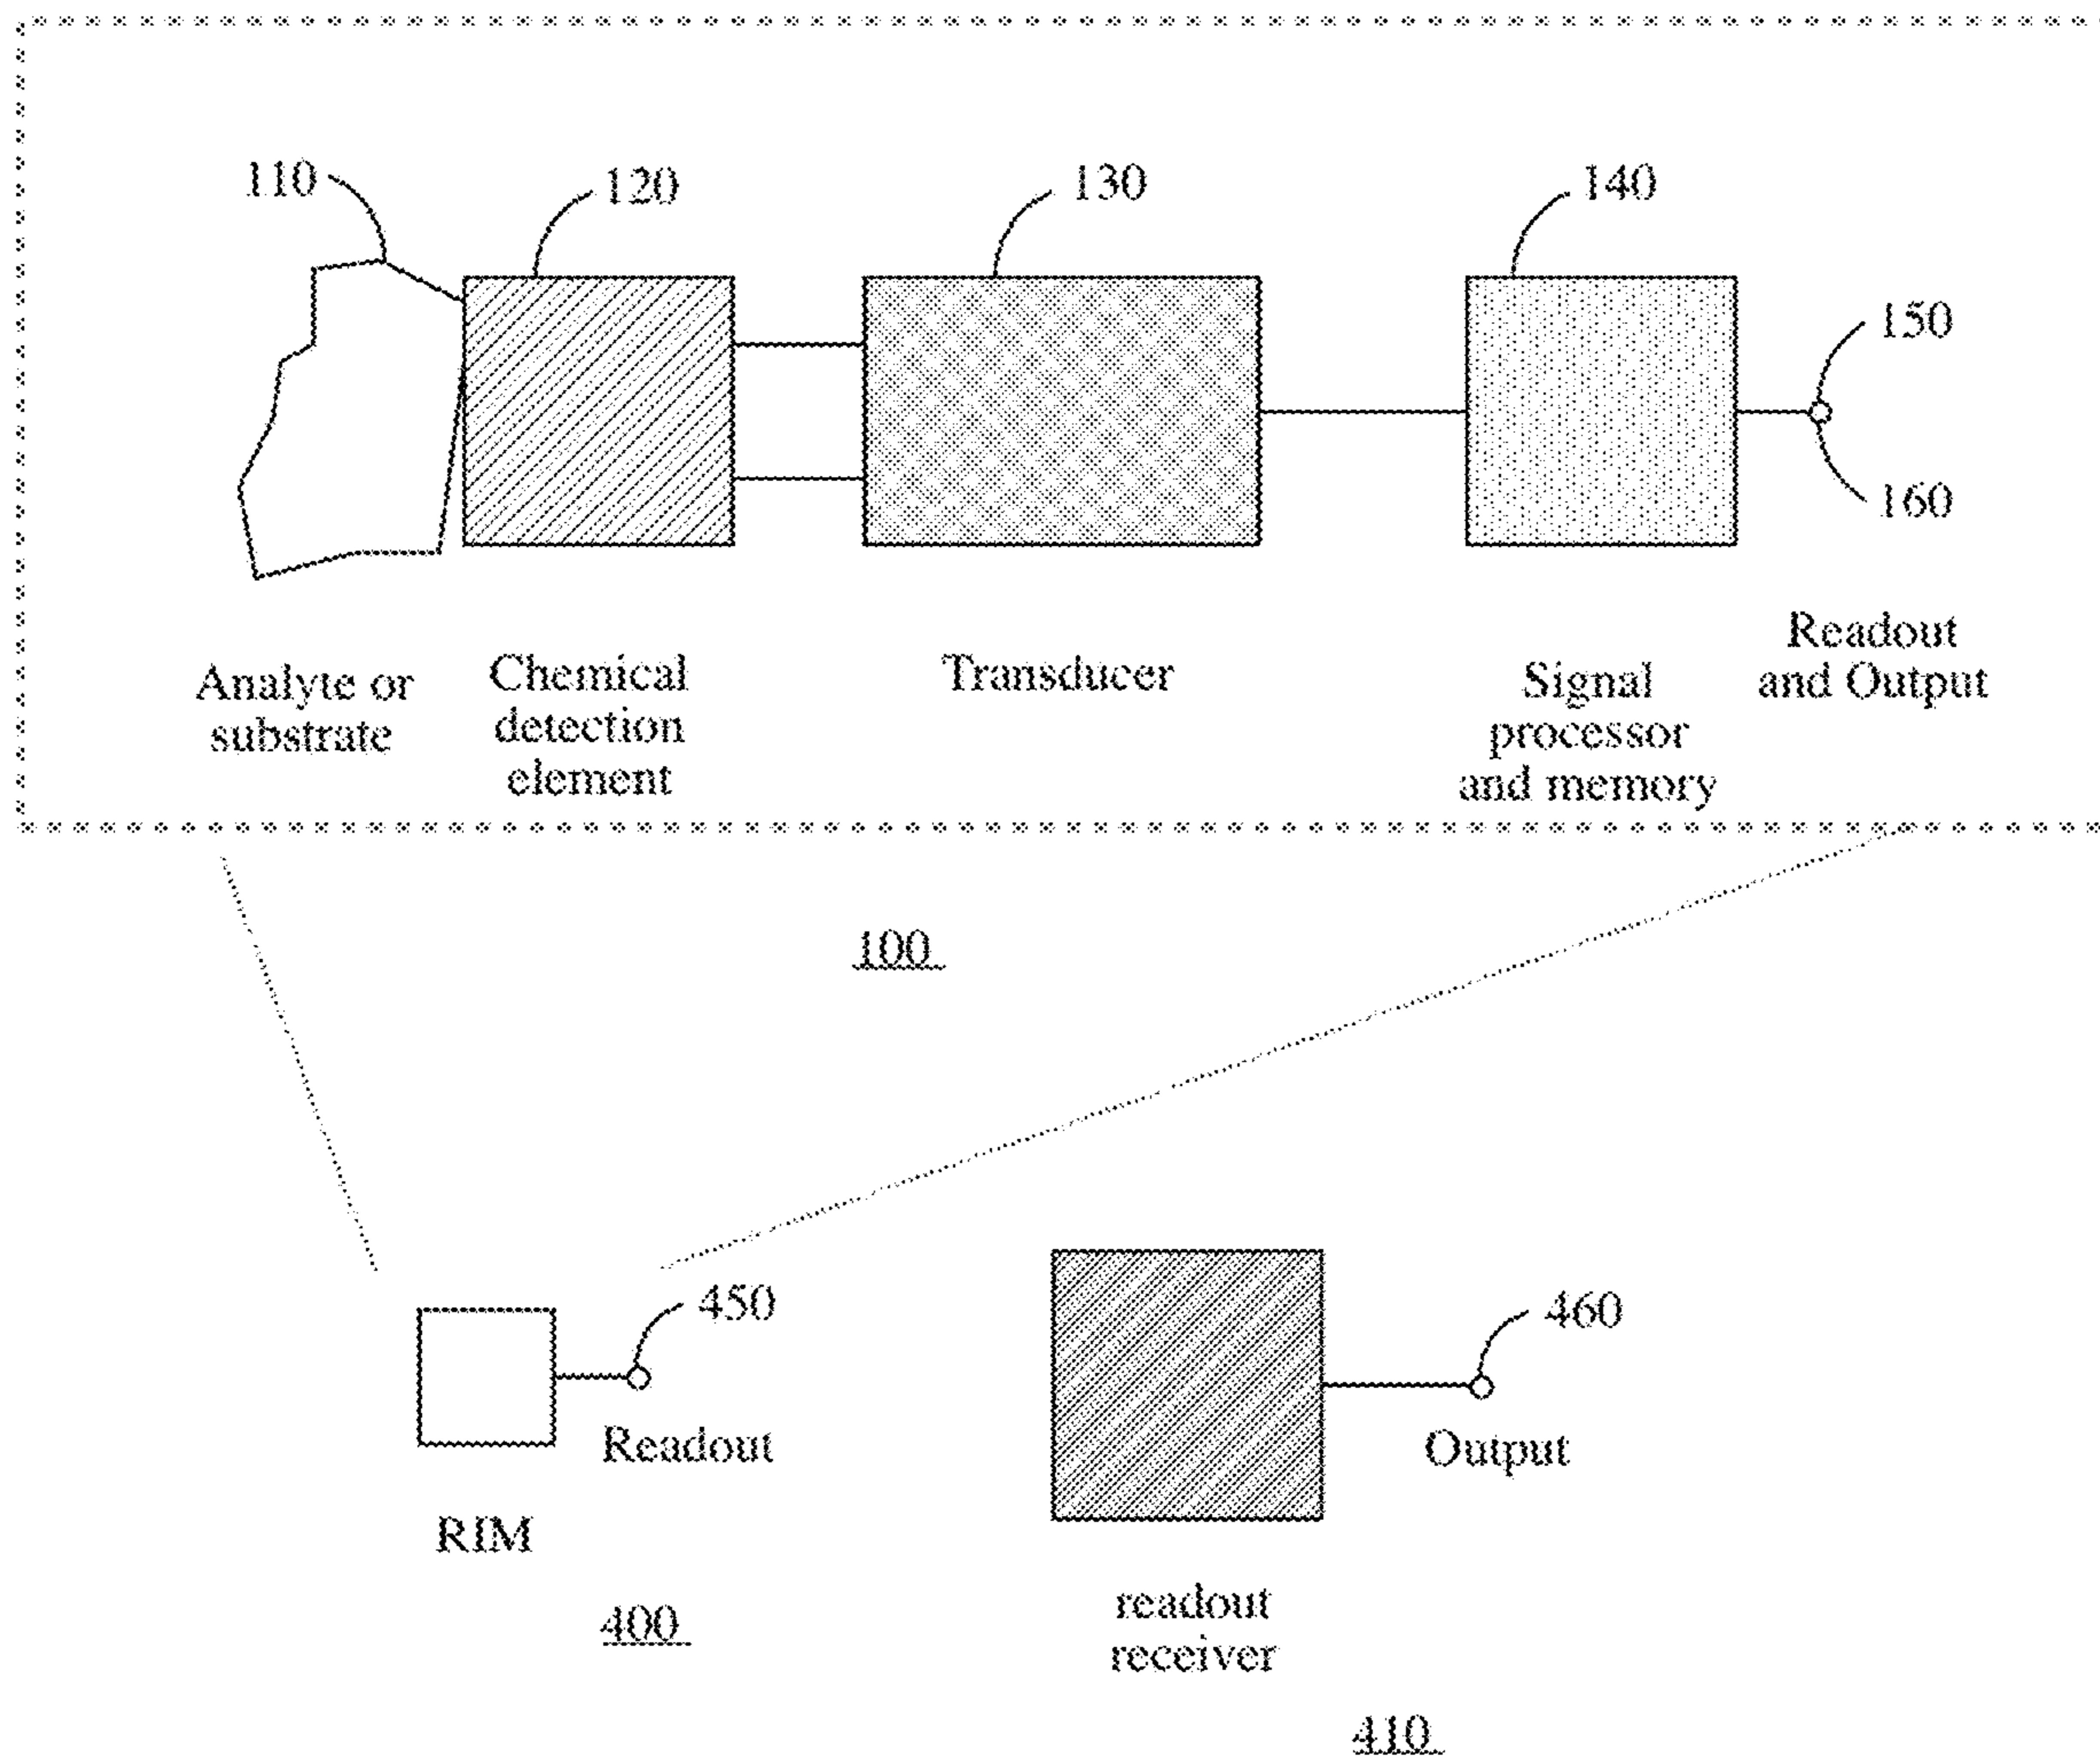 110
120
130
140
150
160
Analyte or
substrate
Chemical
detection
element
Transducer
Signal
processor
and memory
Readout
and Output
100
450
Readout
RIM
400
460
Output
readout
receiver
410